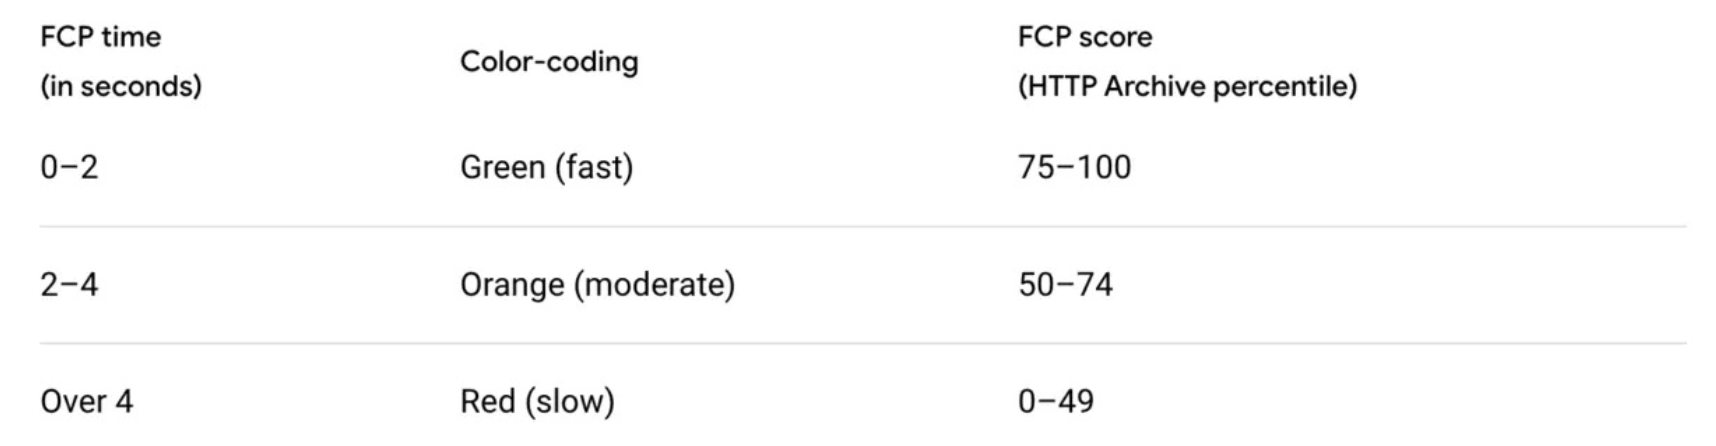 FCP time
(in seconds)
Color-coding
FCP score
(HTTP Archive percentile)
0–2
Green (fast)
75–100
2–4
Orange (moderate)
50–74
Over 4
Red (slow)
0–49